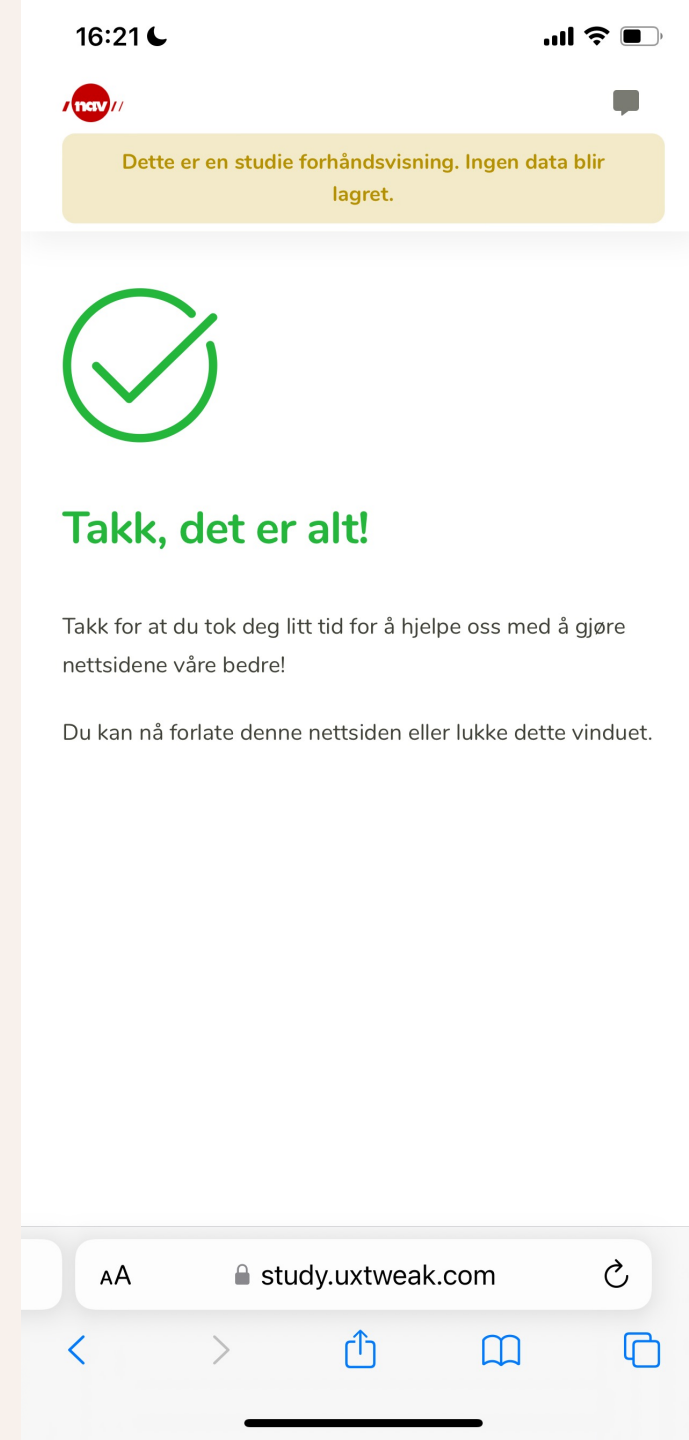 16:21
nav
Dette er en studie forhåndsvisning. Ingen data blir
lagret.
Takk, det er alt!
Takk for at du tok deg litt tid for å hjelpe oss med å gjøre
nettsidene våre bedre!
Du kan nå forlate denne nettsiden eller lukke dette vinduet.
AA study.uxtweak.com